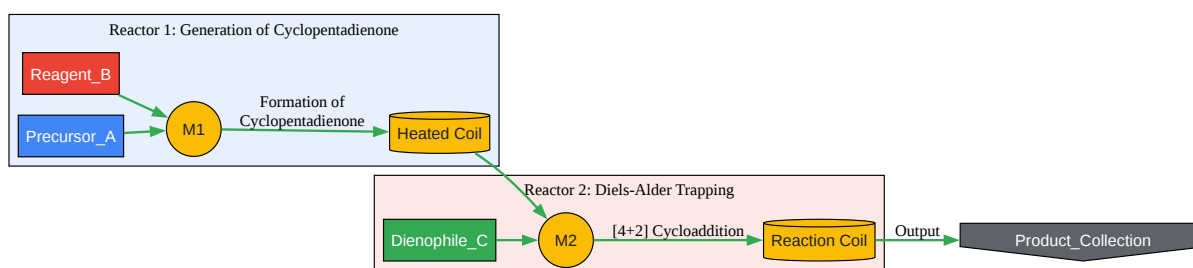 Reactor 1: Generation of Cyclopentadienone
Reagent_B
Precursor_A
M1
Formation of
Cyclopentadienone
Heated Coil
Reactor 2: Diels-Alder Trapping
Dienophile_C
M2
[4+2] Cycloaddition
Reaction Coil
Output
Product_Collection